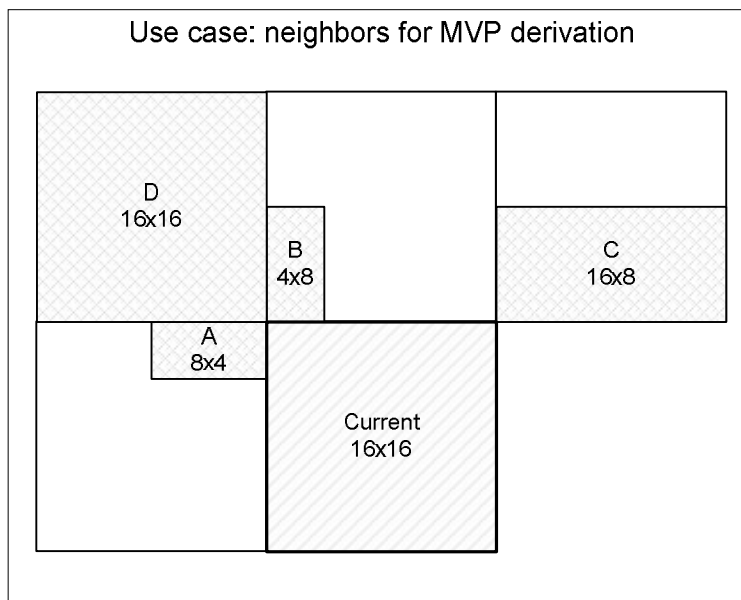 Use case: neighbors for MVP derivation
D
16x16
B
4x8
C
16x8
A
8x4
Current
16x16